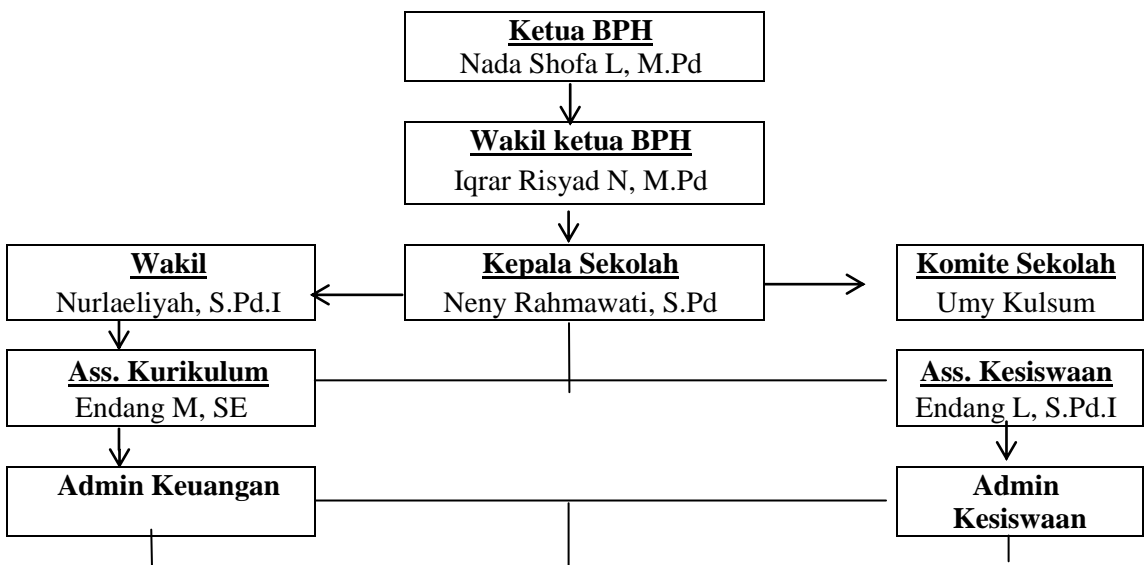 Ketua BPH
Nada Shofa L, M.Pd
Wakil ketua BPH
Iqrar Risyad N, M.Pd
Wakil
Nurlaeliyah, S.Pd.I
Kepala Sekolah
Neny Rahmawati, S.Pd
Komite Sekolah
Umy Kulsum
Ass. Kurikulum
Endang M, SE
Ass. Kesiswaan
Endang L, S.Pd.I
Admin Keuangan
Admin
Kesiswaan